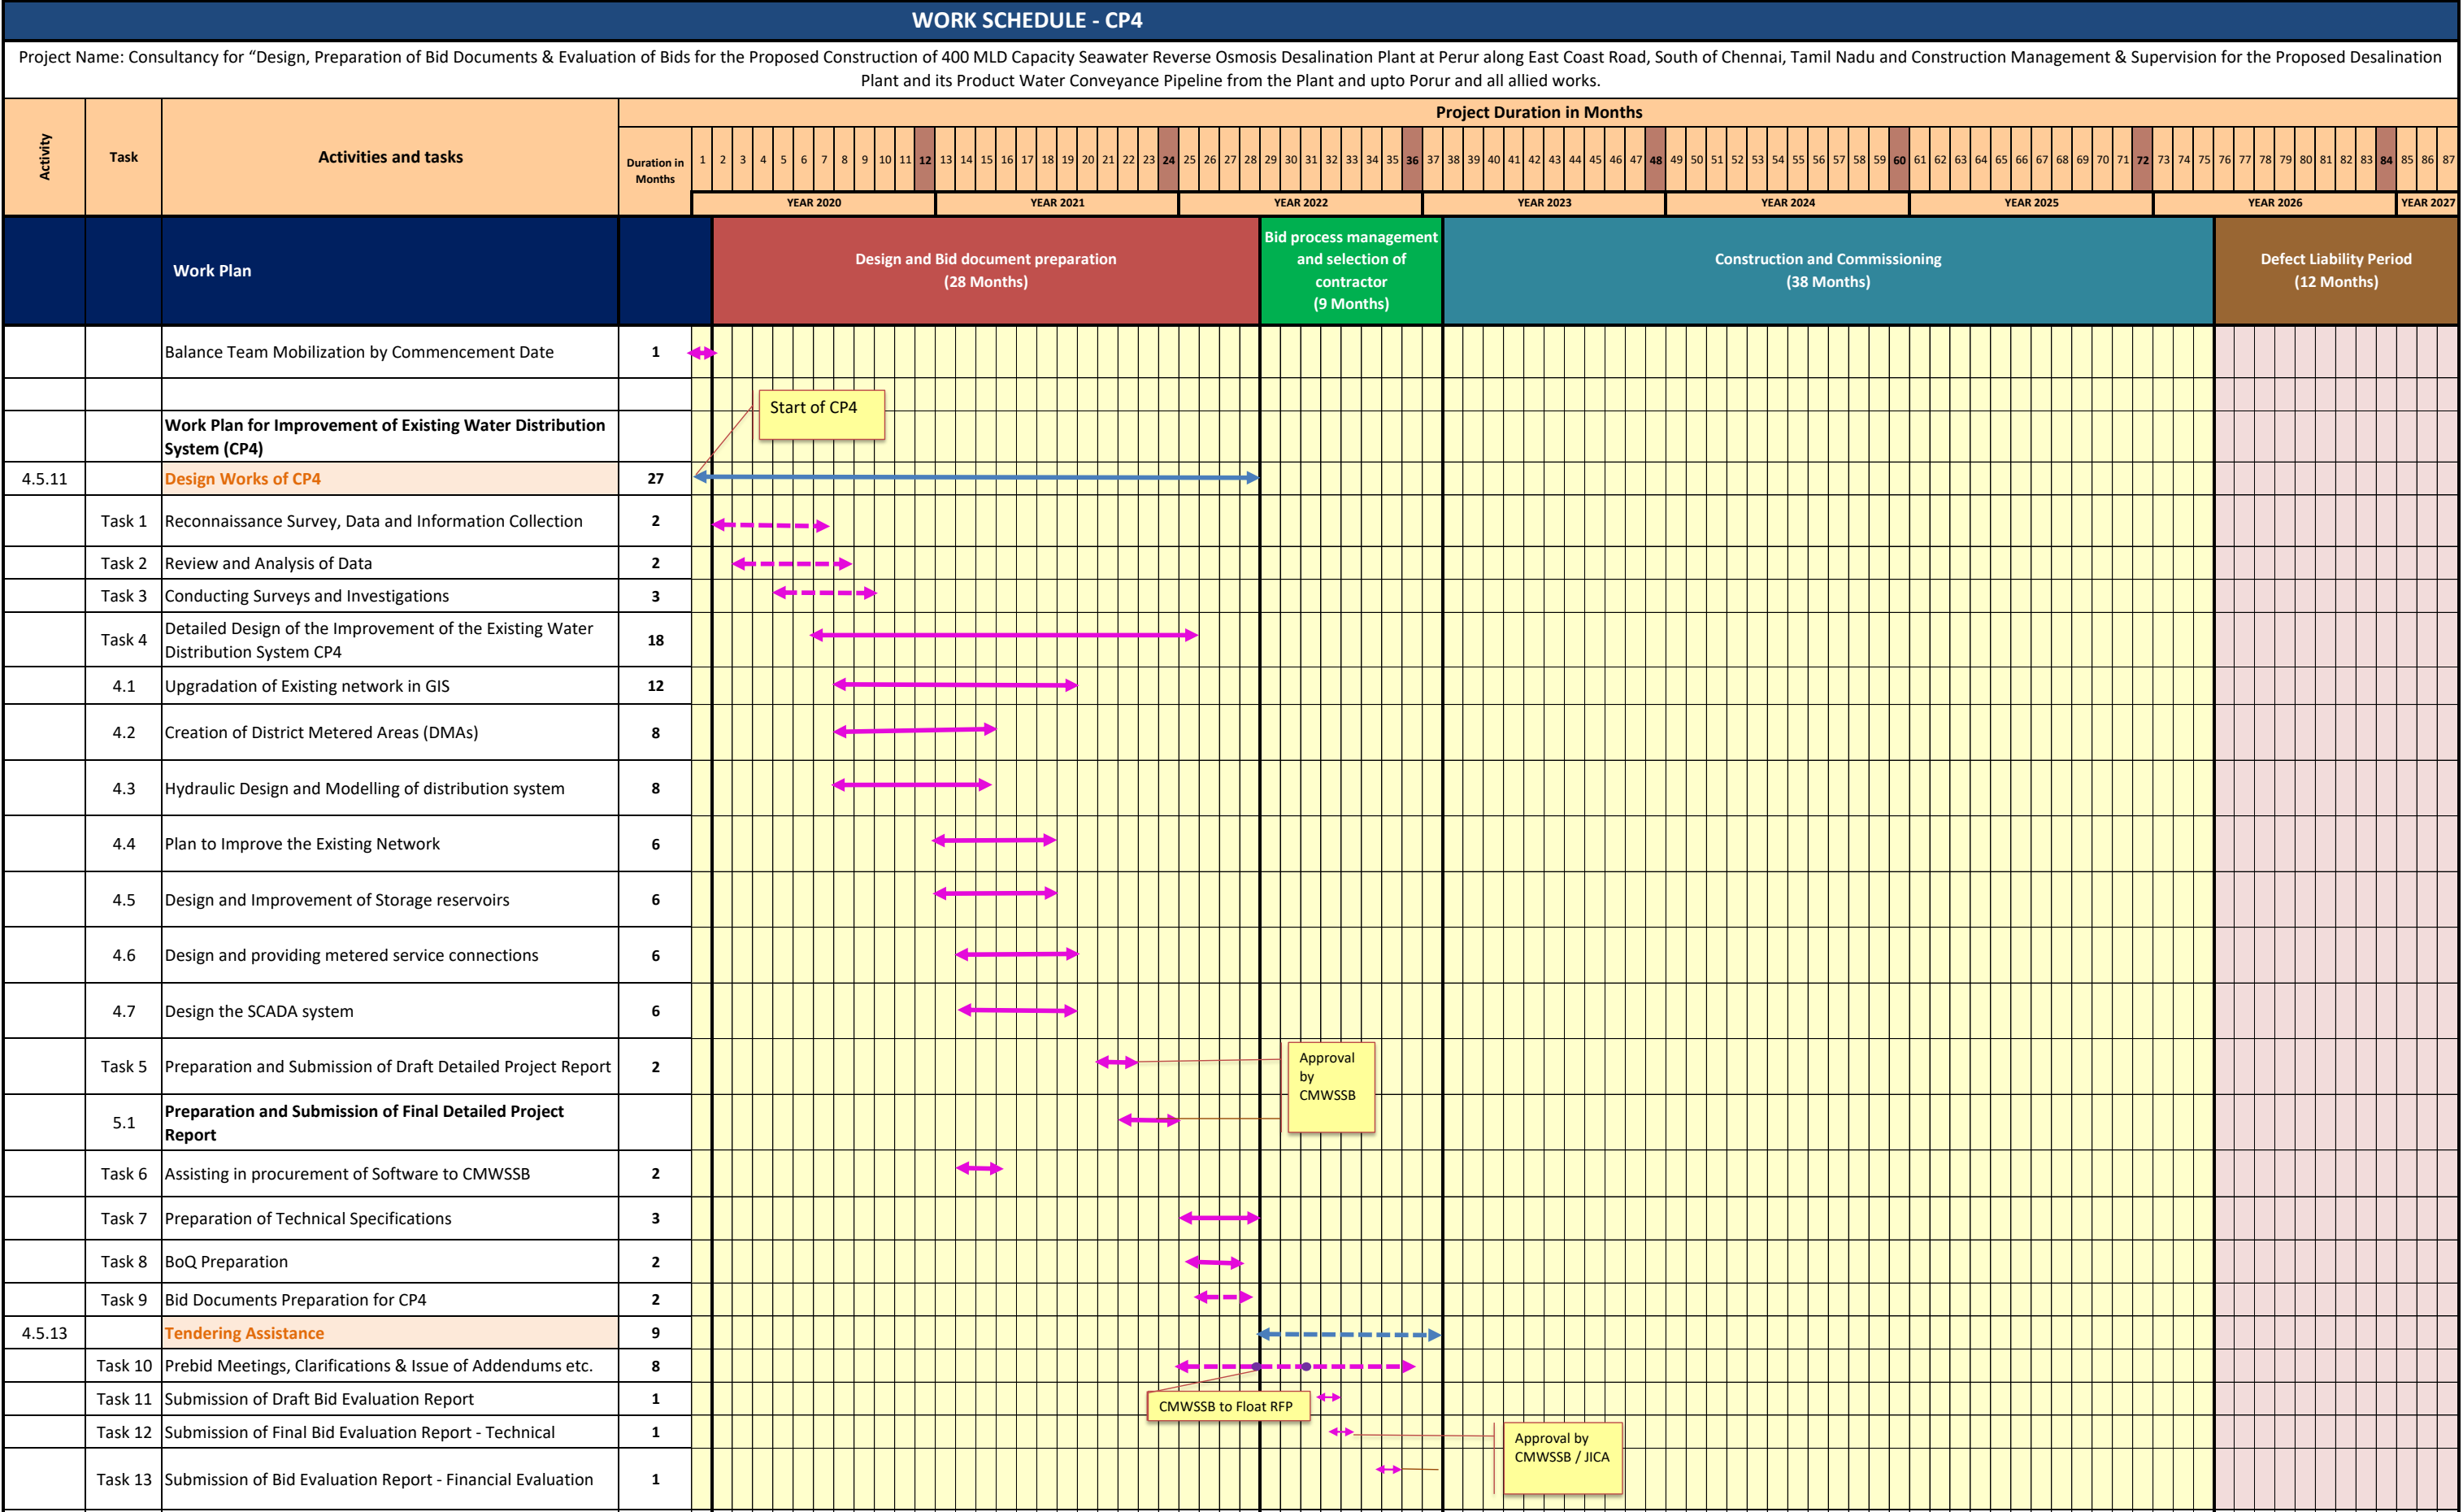 WORK SCHEDULE - CP4
Project Name: Consultancy for “Design, Preparation of Bid Documents & Evaluation of Bids for the Proposed Construction of 400 MLD Capacity Seawater Reverse Osmosis Desalination Plant at Perur along East Coast Road, South of Chennai, Tamil Nadu and Construction Management & Supervision for the Proposed Desalination
Plant and its Product Water Conveyance Pipeline from the Plant and upto Porur and all allied works.
Activity
Task
Activities and tasks
Duration in
Months
Project Duration in Months
1 2 3 4 5 6 7 8 9 10 11 12 13 14 15 16 17 18 19 20 21 22 23 24 25 26 27 28 29 30 31 32 33 34 35 36 37 38 39 40 41 42 43 44 45 46 47 48 49 50 51 52 53 54 55 56 57 58 59 60 61 62 63 64 65 66 67 68 69 70 71 72 73 74 75 76 77 78 79 80 81 82 83 84 85 86 87
YEAR 2020 YEAR 2021 YEAR 2022 YEAR 2023 YEAR 2024 YEAR 2025 YEAR 2026 YEAR 2027
Work Plan
Design and Bid document preparation
(28 Months)
Bid process management
and selection of
contractor
(9 Months)
Construction and Commissioning
(38 Months)
Defect Liability Period
(12 Months)
Balance Team Mobilization by Commencement Date 1
Start of CP4
Work Plan for Improvement of Existing Water Distribution
System (CP4)
4.5.11 Design Works of CP4 27
Task 1 Reconnaissance Survey, Data and Information Collection 2
Task 2 Review and Analysis of Data 2
Task 3 Conducting Surveys and Investigations 3
Task 4 Detailed Design of the Improvement of the Existing Water
Distribution System CP4 18
4.1 Upgradation of Existing network in GIS 12
4.2 Creation of District Metered Areas (DMAs) 8
4.3 Hydraulic Design and Modelling of distribution system 8
4.4 Plan to Improve the Existing Network 6
4.5 Design and Improvement of Storage reservoirs 6
4.6 Design and providing metered service connections 6
4.7 Design the SCADA system 6
Task 5 Preparation and Submission of Draft Detailed Project Report 2
Approval
by
CMWSSB
5.1 Preparation and Submission of Final Detailed Project
Report
Task 6 Assisting in procurement of Software to CMWSSB 2
Task 7 Preparation of Technical Specifications 3
Task 8 BoQ Preparation 2
Task 9 Bid Documents Preparation for CP4 2
4.5.13 Tendering Assistance 9
Task 10 Prebid Meetings, Clarifications & Issue of Addendums etc. 8
Task 11 Submission of Draft Bid Evaluation Report 1
CMWSSB to Float RFP
Task 12 Submission of Final Bid Evaluation Report - Technical 1
Approval by
CMWSSB / JICA
Task 13 Submission of Bid Evaluation Report - Financial Evaluation 1